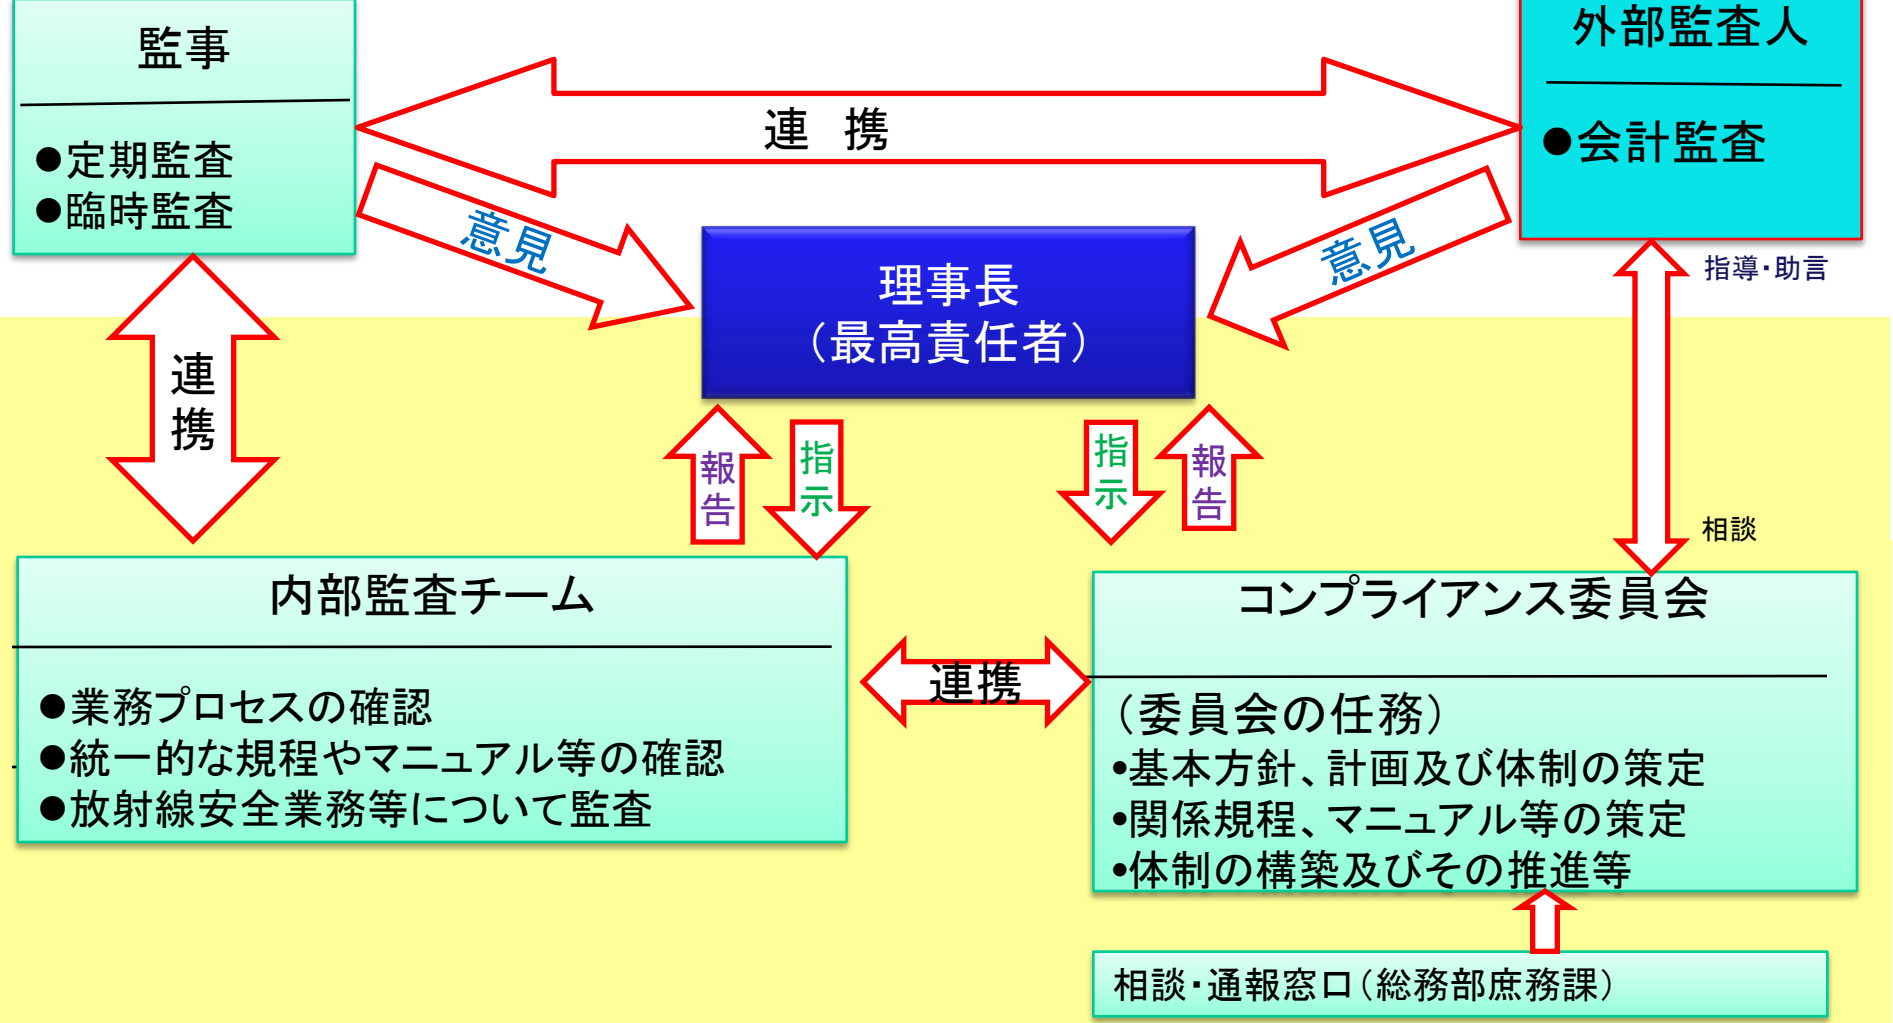 監事
●定期監査
●臨時監査
外部監査人
●会計監査
連 携
意見
意見
指導・助言
理事長
（最高責任者）
連
携
報
告
指
示
指
示
報
告
相談
内部監査チーム
●業務プロセスの確認
●統一的な規程やマニュアル等の確認
●放射線安全業務等について監査
連携
コンプライアンス委員会
（委員会の任務）
•基本方針、計画及び体制の策定
•関係規程、マニュアル等の策定
•体制の構築及びその推進等
相談・通報窓口（総務部庶務課）